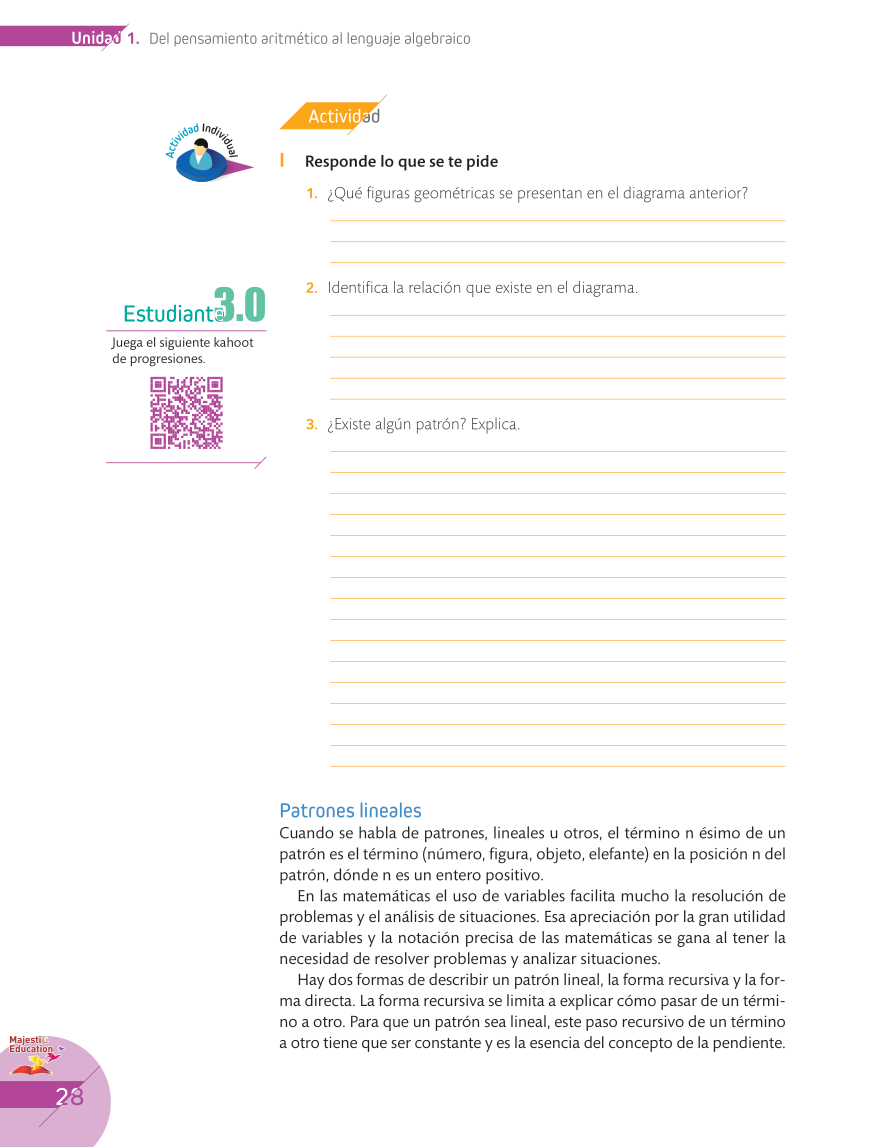 Unidad 1. Del pensamiento aritmético al lenguaje algebraico
Actividad
Actividad Individual
I Responde lo que se te pide
1. ¿Qué figuras geométricas se presentan en el diagrama anterior?
2. Identifica la relación que existe en el diagrama.
Estudiante 3.0
Juega el siguiente kahoot
de progresiones.
3. ¿Existe algún patrón? Explica.
Patrones lineales
Cuando se habla de patrones, lineales u otros, el término n ésimo de un
patrón es el término (número, figura, objeto, elefante) en la posición n del
patrón, dónde n es un entero positivo.
En las matemáticas el uso de variables facilita mucho la resolución de
problemas y el análisis de situaciones. Esa apreciación por la gran utilidad
de variables y la notación precisa de las matemáticas se gana al tener la
necesidad de resolver problemas y analizar situaciones.
Hay dos formas de describir un patrón lineal, la forma recursiva y la for-
ma directa. La forma recursiva se limita a explicar cómo pasar de un térmi-
no a otro. Para que un patrón sea lineal, este paso recursivo de un término
a otro tiene que ser constante y es la esencia del concepto de la pendiente.
Majestic
Education
28